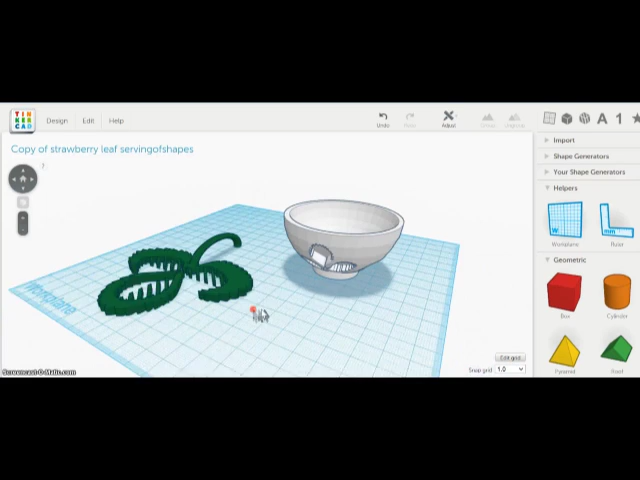 TIN
KER
CAD
Design
Edit
Help
Undo
Redo
Adjust
Group
Ungroup
Copy of strawberry leaf servingofshapes
?
Import
Shape Generators
Your Shape Generators
Helpers
Workplane
Ruler
Geometric
Box
Cylinder
Pyramid
Roof
Workplane
Edit grid
Snap grid
1.0
Screencast-O-Matic.com